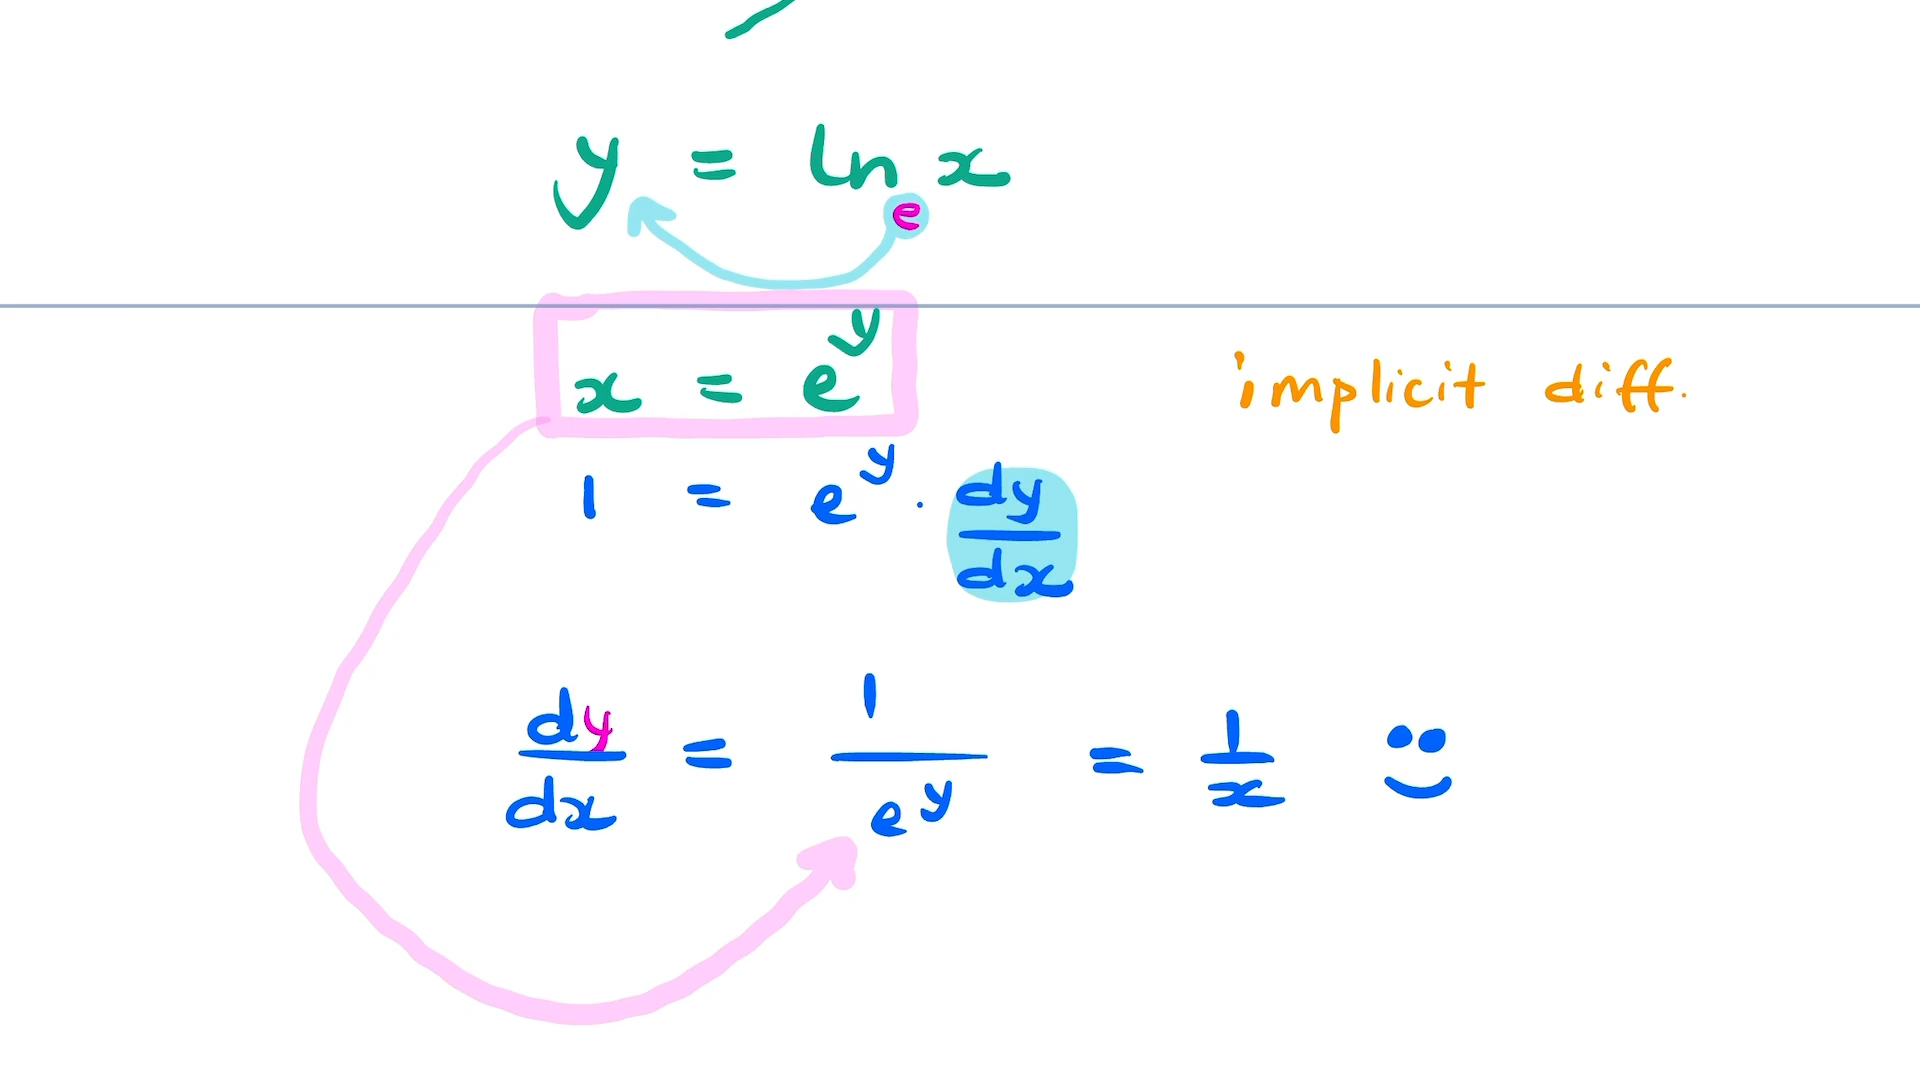 y = ln x
e
x = e^y
implicit diff.
1 = e^y · dy/dx
dy/dx = 1/e^y = 1/x